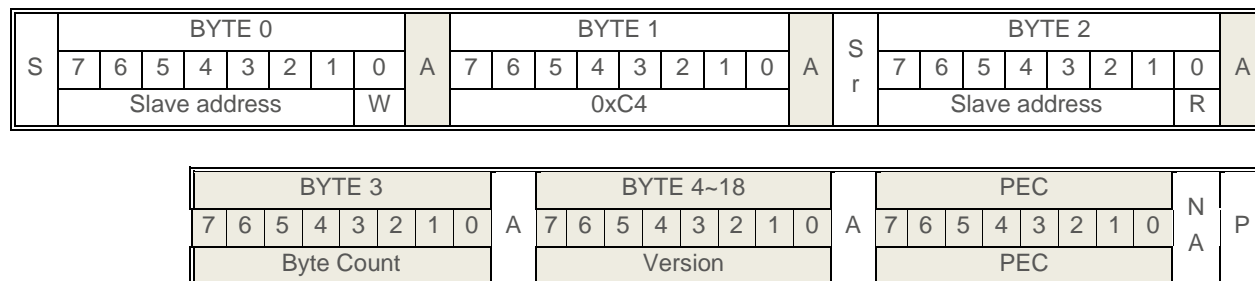 BYTE 0 BYTE 1 BYTE 2
S 7 6 5 4 3 2 1 0 A 7 6 5 4 3 2 1 0 A Sr 7 6 5 4 3 2 1 0 A
Slave address W 0xC4 Slave address R
BYTE 3 BYTE 4~18 PEC
7 6 5 4 3 2 1 0 A 7 6 5 4 3 2 1 0 A 7 6 5 4 3 2 1 0 NA P
Byte Count Version PEC